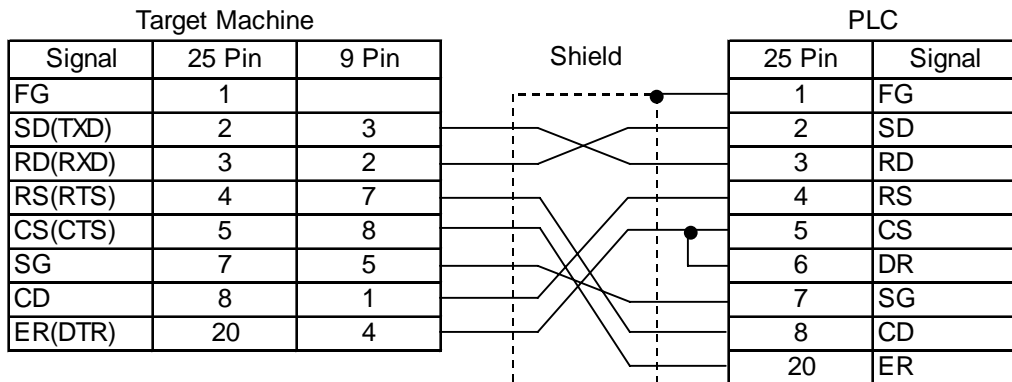 Target Machine PLC
Shield
Signal 25 Pin 9 Pin 25 Pin Signal
FG 1 1 FG
SD(TXD) 2 3 2 SD
RD(RXD) 3 2 3 RD
RS(RTS) 4 7 4 RS
CS(CTS) 5 8 5 CS
SG 7 5 6 DR
CD 8 1 7 SG
ER(DTR) 20 4 8 CD
20 ER